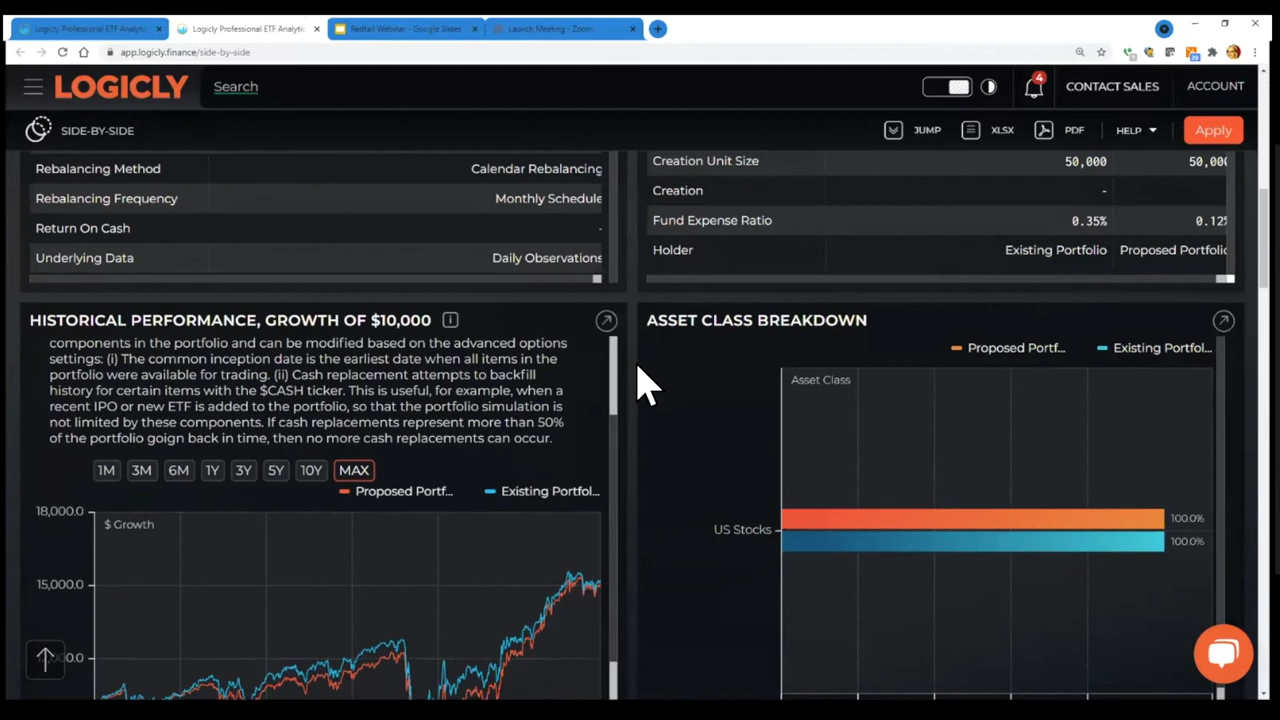 Logicly Professional ETF Analytic
Logicly Professional ETF Analytic
Redtail Webinar - Google Slides
Launch Meeting - Zoom
app.logicly.finance/side-by-side
LOGICLY
Search
4
CONTACT SALES
ACCOUNT
SIDE-BY-SIDE
JUMP
XLSX
PDF
HELP
Apply
Rebalancing Method Calendar Rebalancing
Rebalancing Frequency Monthly Schedule
Return On Cash -
Underlying Data Daily Observations
Creation Unit Size 50,000 50,000
Creation -
Fund Expense Ratio 0.35% 0.12%
Holder Existing Portfolio Proposed Portfolio
HISTORICAL PERFORMANCE, GROWTH OF $10,000
components in the portfolio and can be modified based on the advanced options
settings: (i) The common inception date is the earliest date when all items in the
portfolio were available for trading. (ii) Cash replacement attempts to backfill
history for certain items with the $CASH ticker. This is useful, for example, when a
recent IPO or new ETF is added to the portfolio, so that the portfolio simulation is
not limited by these components. If cash replacements represent more than 50%
of the portfolio goign back in time, then no more cash replacements can occur.
1M 3M 6M 1Y 3Y 5Y 10Y MAX
Proposed Portf... Existing Portfol...
18,000.0
$ Growth
15,000.0
ASSET CLASS BREAKDOWN
Proposed Portf... Existing Portfol...
Asset Class
US Stocks
100.0%
100.0%